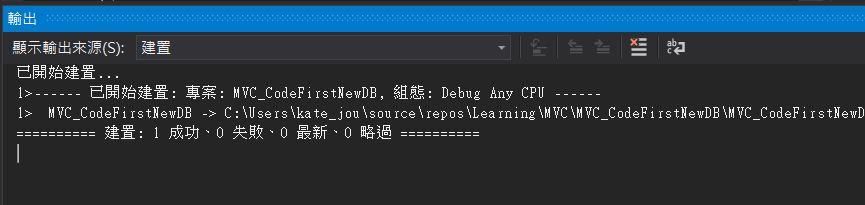 輸出
顯示輸出來源(S): 建置
已開始建置...
1>------ 已開始建置: 專案: MVC_CodeFirstNewDB, 組態: Debug Any CPU ------
1>  MVC_CodeFirstNewDB -> C:\Users\kate_jou\source\repos\Learning\MVC\MVC_CodeFirstNewDB\MVC_CodeFirstNewD
========== 建置: 1 成功、0 失敗、0 最新、0 略過 ==========